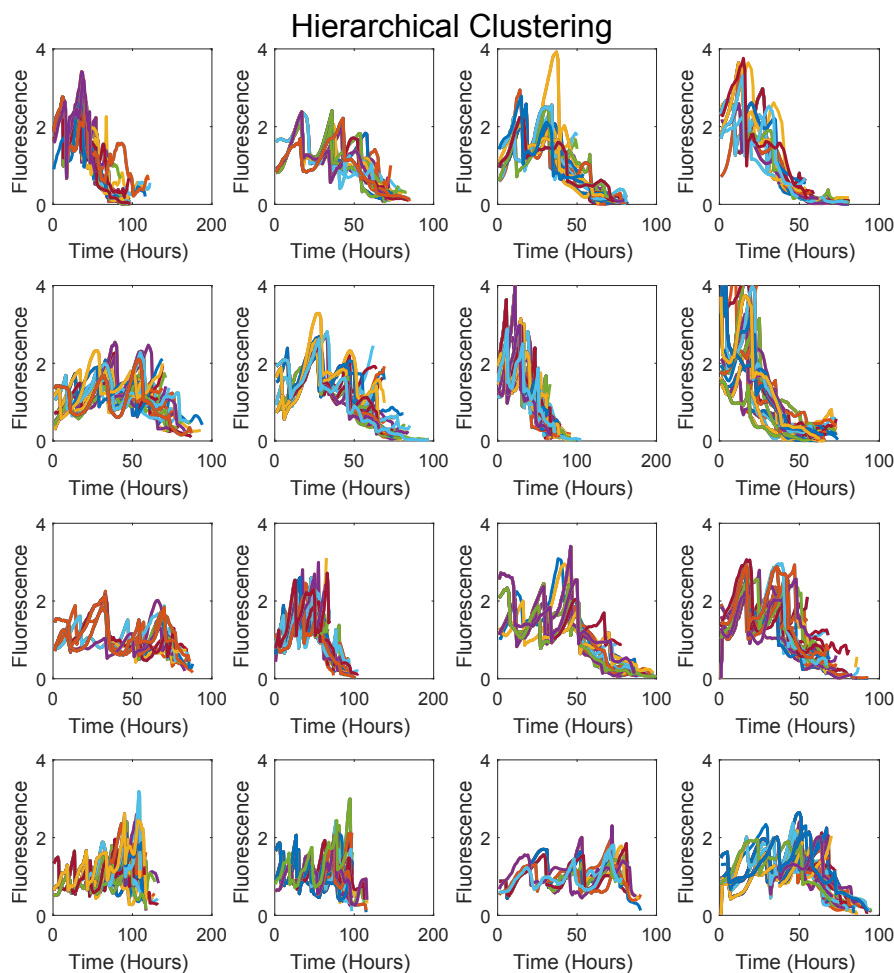 Hierarchical Clustering
4 4 4 4
Fluorescence Fluorescence Fluorescence Fluorescence
2 2 2 2
0 0 0 0
0 100 200 0 50 100 0 50 100 0 50 100
Time (Hours) Time (Hours) Time (Hours) Time (Hours)
4 4 4 4
Fluorescence Fluorescence Fluorescence Fluorescence
2 2 2 2
0 0 0 0
0 50 100 0 50 100 0 100 200 0 50 100
Time (Hours) Time (Hours) Time (Hours) Time (Hours)
4 4 4 4
Fluorescence Fluorescence Fluorescence Fluorescence
2 2 2 2
0 0 0 0
0 50 100 0 100 200 0 50 100 0 50 100
Time (Hours) Time (Hours) Time (Hours) Time (Hours)
4 4 4 4
Fluorescence Fluorescence Fluorescence Fluorescence
2 2 2 2
0 0 0 0
0 100 200 0 100 200 0 50 100 0 50 100
Time (Hours) Time (Hours) Time (Hours) Time (Hours)